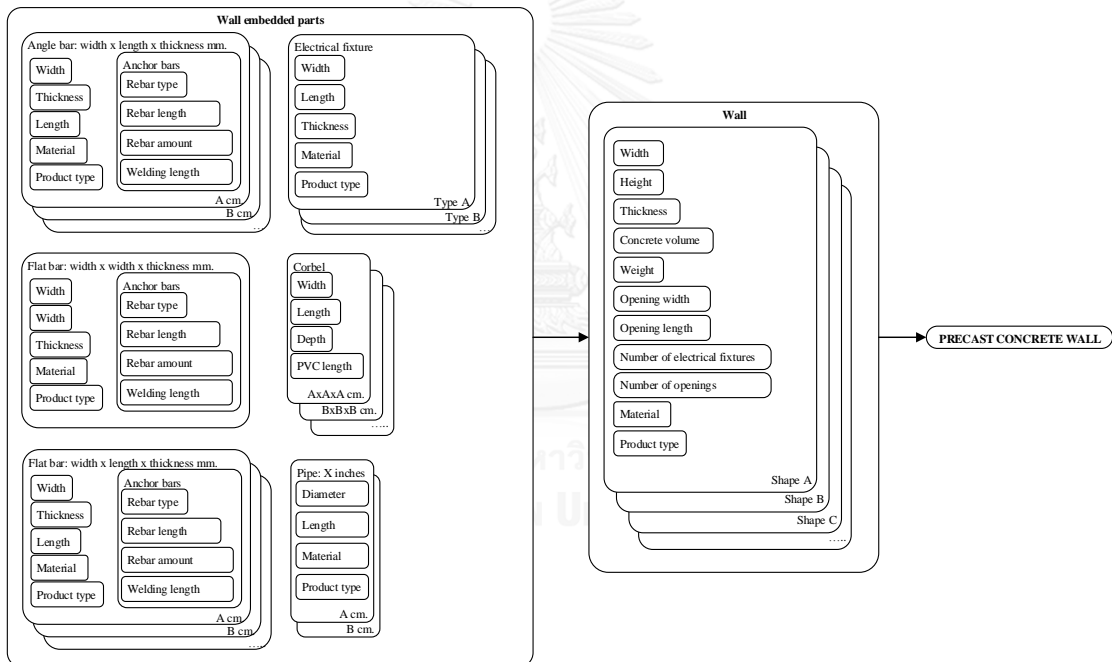 Wall embedded parts
Angle bar: width x length x thickness mm.
Width
Thickness
Length
Material
Product type
Anchor bars
Rebar type
Rebar length
Rebar amount
Welding length
A cm.
B cm.
…..
Electrical fixture
Width
Length
Thickness
Material
Product type
Type A
Type B
…..
Flat bar: width x width x thickness mm.
Width
Width
Thickness
Material
Product type
Anchor bars
Rebar type
Rebar length
Rebar amount
Welding length
Corbel
Width
Length
Depth
PVC length
AxAxA cm.
BxBxB cm.
…..
Flat bar: width x length x thickness mm.
Width
Thickness
Length
Material
Product type
Anchor bars
Rebar type
Rebar length
Rebar amount
Welding length
A cm.
B cm.
…..
Pipe: X inches
Diameter
Length
Material
Product type
A cm.
B cm.
Wall
Width
Height
Thickness
Concrete volume
Weight
Opening width
Opening length
Number of electrical fixtures
Number of openings
Material
Product type
Shape A
Shape B
Shape C
…..
PRECAST CONCRETE WALL